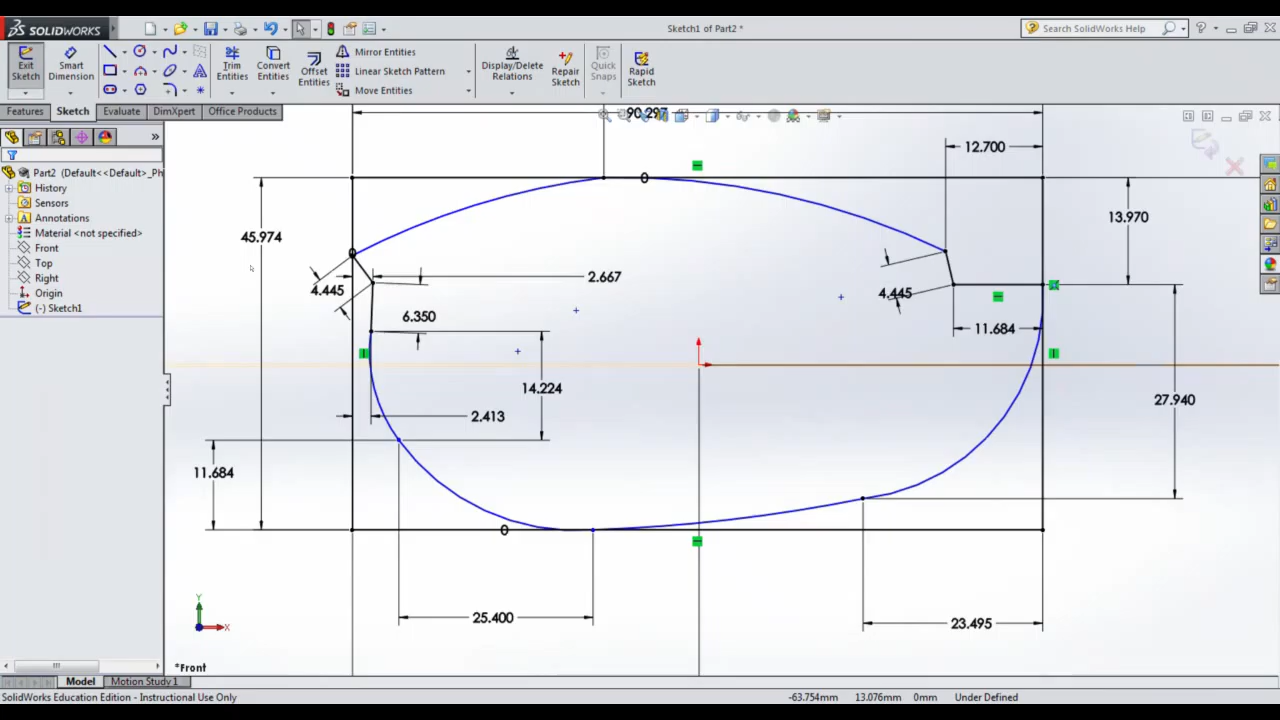 SOLIDWORKS
Sketch1 of Part2 *
Search SolidWorks Help
Exit Sketch
Smart Dimension
Trim Entities
Convert Entities
Offset Entities
Mirror Entities
Linear Sketch Pattern
Move Entities
Display/Delete Relations
Repair Sketch
Quick Snaps
Rapid Sketch
Features
Sketch
Evaluate
DimXpert
Office Products
Part2 (Default<<Default>_Ph
History
Sensors
Annotations
Material <not specified>
Front
Top
Right
Origin
(-) Sketch1
90.297
12.700
13.970
45.974
4.445
2.667
4.445
6.350
11.684
14.224
27.940
2.413
11.684
25.400
23.495
Y
X
*Front
Model
Motion Study 1
SolidWorks Education Edition - Instructional Use Only
-63.754mm
13.076mm
0mm
Under Defined